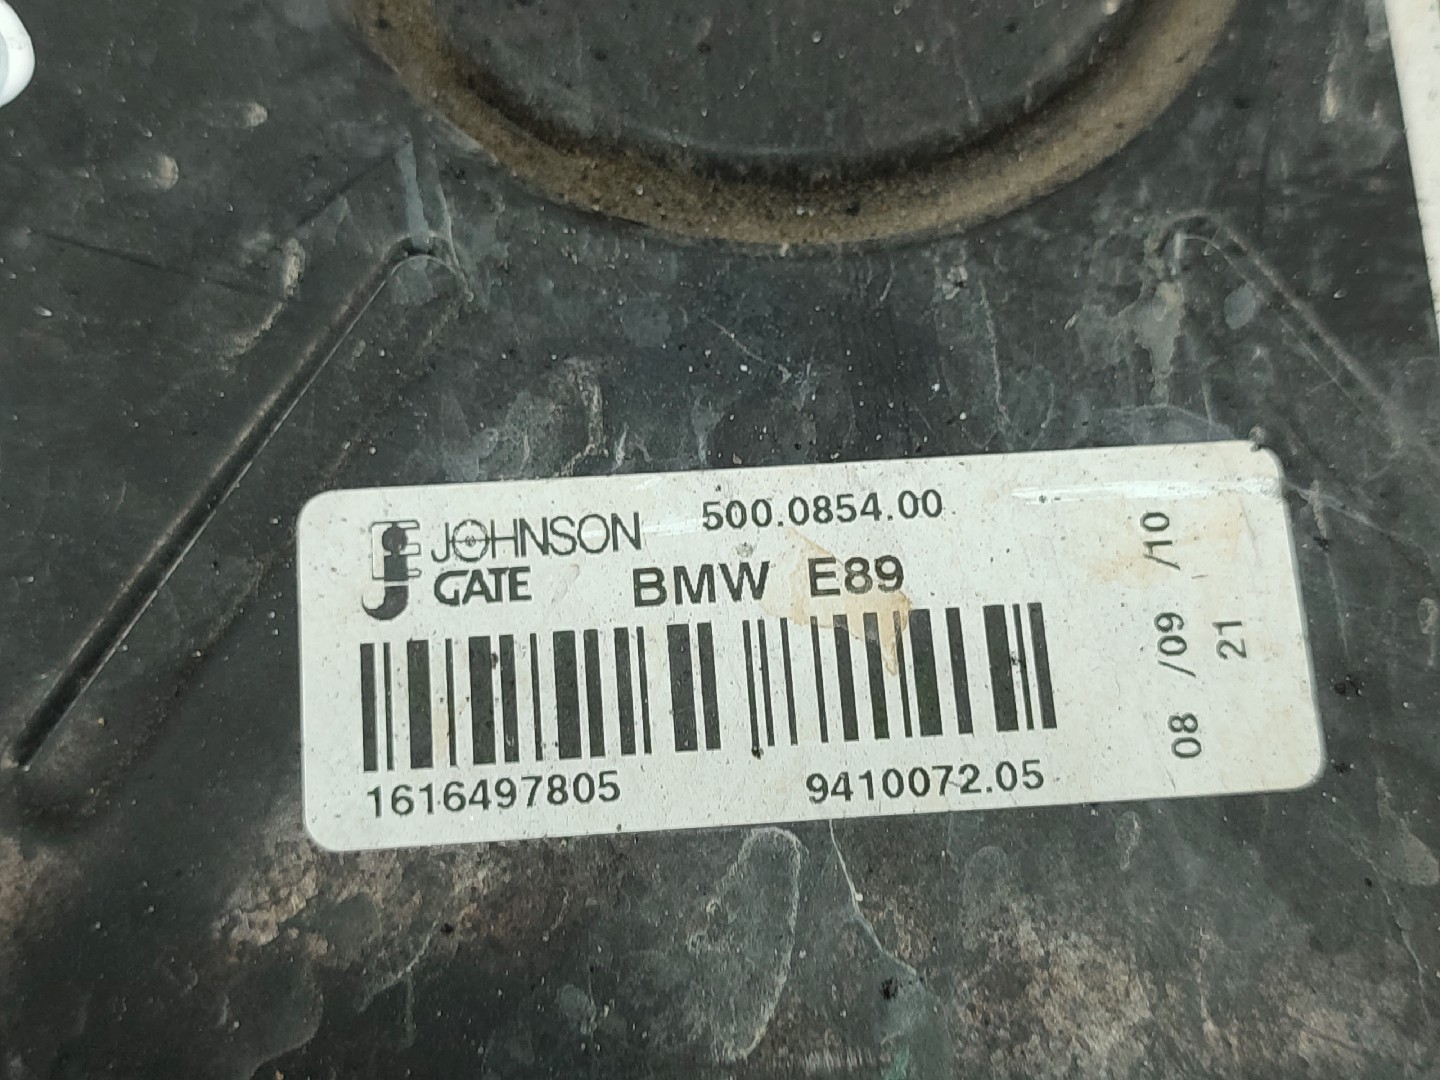 JOHNSON
GATE
500.0854.00
BMW E89
1616497805
9410072.05
08 /09 /10
21